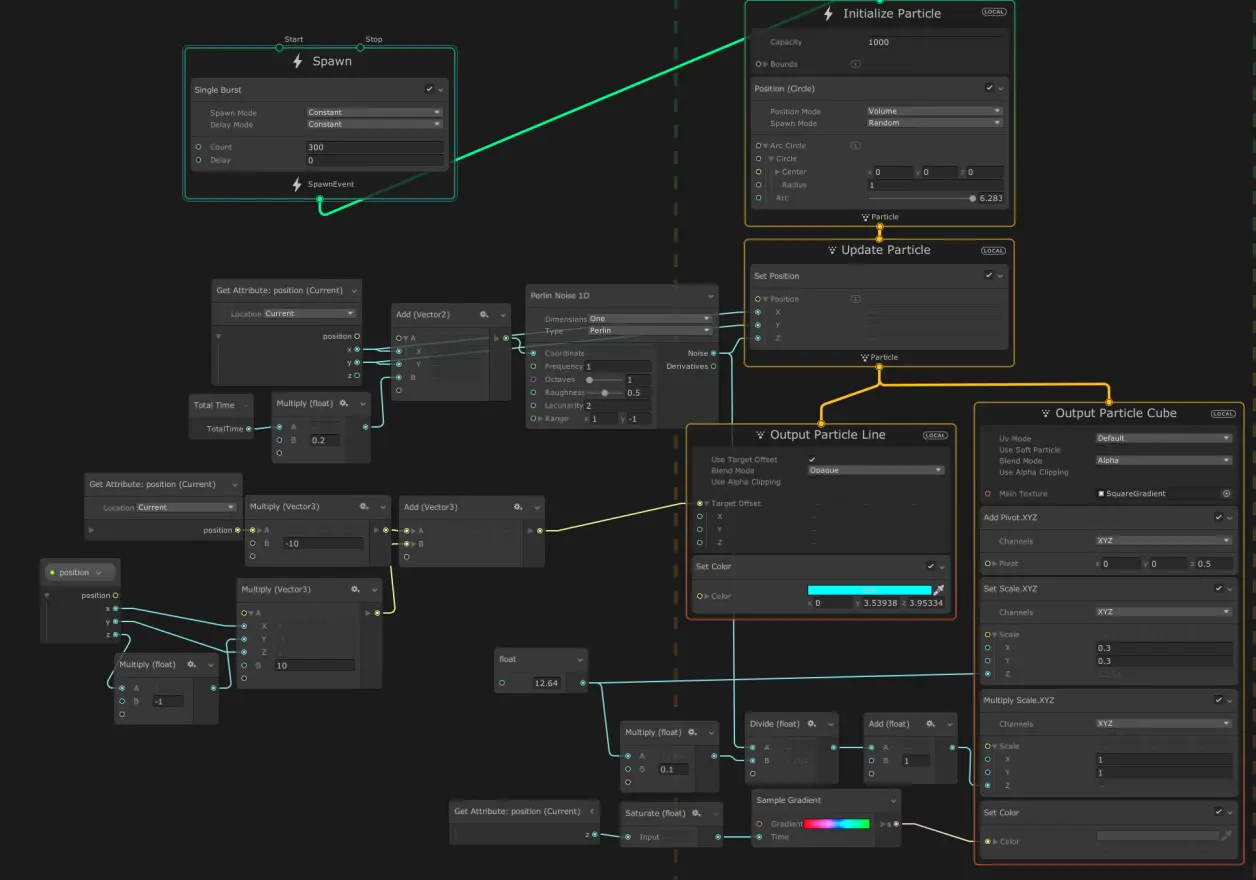 Start Stop
Spawn
Single Burst
Spawn Mode Constant
Delay Mode Constant
Count 300
Delay 0
SpawnEvent
Initialize Particle LOCAL
Capacity 1000
Bounds
Position (Circle)
Position Mode Volume
Spawn Mode Random
Arc Circle
Circle
Center x 0 y 0 z 0
Radius 1
Arc 6.283
Particle
Update Particle LOCAL
Set Position
Position
X
Y
Z
Particle
Get Attribute: position (Current)
Location Current
position
x
y
z
Add (Vector2)
A
X
Y
B
Perlin Noise 1D
Dimensions One
Type Perlin
Coordinate Noise
Frequency 1 Derivatives
Octaves 1
Roughness 0.5
Lacunarity 2
Range x 1 y -1
Total Time
TotalTime
Multiply (float)
A
B 0.2
Output Particle Line LOCAL
Use Target Offset
Blend Mode Opaque
Use Alpha Clipping
Target Offset
X
Y
Z
Set Color
Color
x 0 y 3.53938 z 3.95334
Output Particle Cube LOCAL
Uv Mode Default
Use Soft Particle
Blend Mode Alpha
Use Alpha Clipping
Main Texture SquareGradient
Add Pivot.XYZ
Channels XYZ
Pivot x 0 y 0 z 0.5
Set Scale.XYZ
Channels XYZ
Scale
X 0.3
Y 0.3
Z
Multiply Scale.XYZ
Channels XYZ
Scale
X 1
Y 1
Z
Set Color
Color
Get Attribute: position (Current)
Location Current
position
Multiply (Vector3)
A
B -10
Add (Vector3)
A
B
position
position
x
y
z
Multiply (Vector3)
A
X
Y
Z
B 10
Multiply (float)
A
B -1
float
12.64
Multiply (float)
A
B 0.1
Divide (float)
A
B
Add (float)
A
B 1
Get Attribute: position (Current)
z
Saturate (float)
Input
Sample Gradient
Gradient s
Time